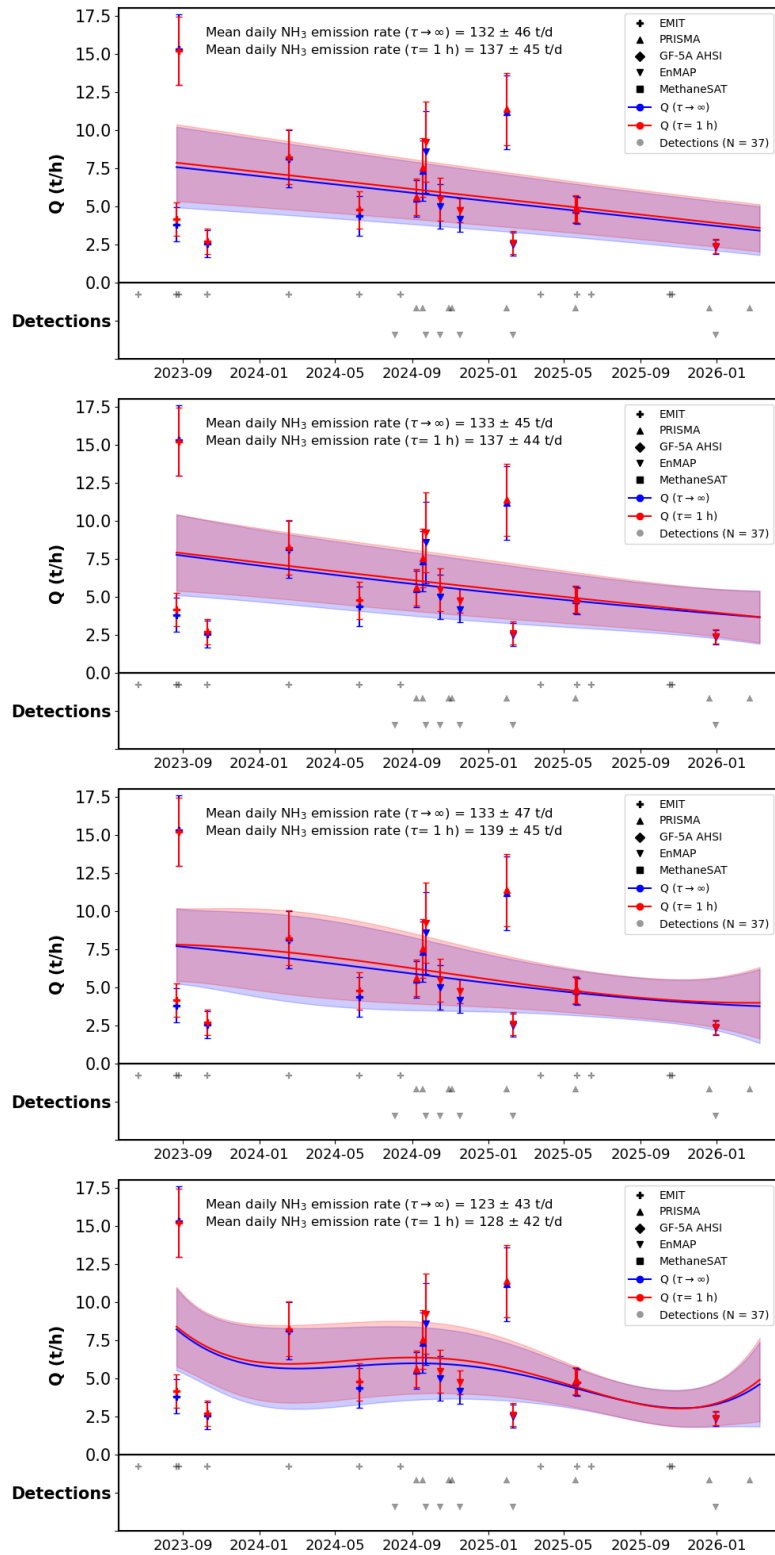 Mean daily NH₃ emission rate (τ→∞) = 132 ± 46 t/d
Mean daily NH₃ emission rate (τ= 1 h) = 137 ± 45 t/d
EMIT
PRISMA
GF-5A AHSI
EnMAP
MethaneSAT
Q (τ→∞)
Q (τ= 1 h)
Detections (N = 37)
Q (t/h)
17.5
15.0
12.5
10.0
7.5
5.0
2.5
0.0
Detections
2023-09 2024-01 2024-05 2024-09 2025-01 2025-05 2025-09 2026-01
Mean daily NH₃ emission rate (τ→∞) = 133 ± 45 t/d
Mean daily NH₃ emission rate (τ= 1 h) = 137 ± 44 t/d
EMIT
PRISMA
GF-5A AHSI
EnMAP
MethaneSAT
Q (τ→∞)
Q (τ= 1 h)
Detections (N = 37)
Q (t/h)
17.5
15.0
12.5
10.0
7.5
5.0
2.5
0.0
Detections
2023-09 2024-01 2024-05 2024-09 2025-01 2025-05 2025-09 2026-01
Mean daily NH₃ emission rate (τ→∞) = 133 ± 47 t/d
Mean daily NH₃ emission rate (τ= 1 h) = 139 ± 45 t/d
EMIT
PRISMA
GF-5A AHSI
EnMAP
MethaneSAT
Q (τ→∞)
Q (τ= 1 h)
Detections (N = 37)
Q (t/h)
17.5
15.0
12.5
10.0
7.5
5.0
2.5
0.0
Detections
2023-09 2024-01 2024-05 2024-09 2025-01 2025-05 2025-09 2026-01
Mean daily NH₃ emission rate (τ→∞) = 123 ± 43 t/d
Mean daily NH₃ emission rate (τ= 1 h) = 128 ± 42 t/d
EMIT
PRISMA
GF-5A AHSI
EnMAP
MethaneSAT
Q (τ→∞)
Q (τ= 1 h)
Detections (N = 37)
Q (t/h)
17.5
15.0
12.5
10.0
7.5
5.0
2.5
0.0
Detections
2023-09 2024-01 2024-05 2024-09 2025-01 2025-05 2025-09 2026-01